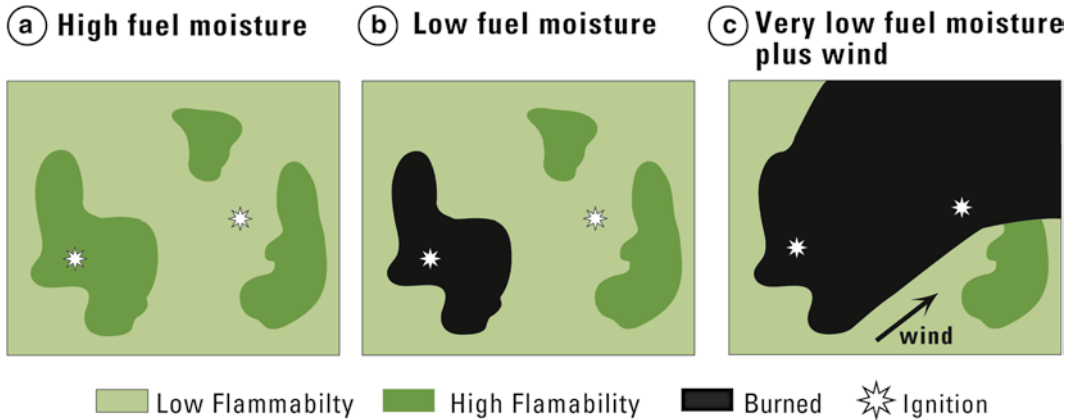 a High fuel moisture
b Low fuel moisture
c Very low fuel moisture
plus wind
wind
Low Flammabilty
High Flamability
Burned
Ignition